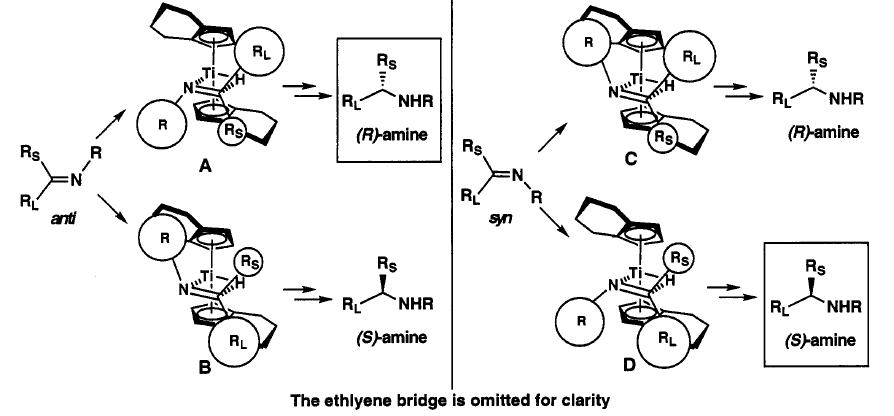 R_L
Ti
H
N
R
R_S
A
R_S
R_L
NHR
(R)-amine
R_S
R
N
R_L
anti
R
R_S
Ti
H
N
R_L
B
R_S
R_L
NHR
(S)-amine
R
R_L
Ti
H
N
R_S
C
R_S
R_L
NHR
(R)-amine
R_S
N
R_L
R
syn
R_S
Ti
H
N
R
R_L
D
R_S
R_L
NHR
(S)-amine
The ethlyene bridge is omitted for clarity